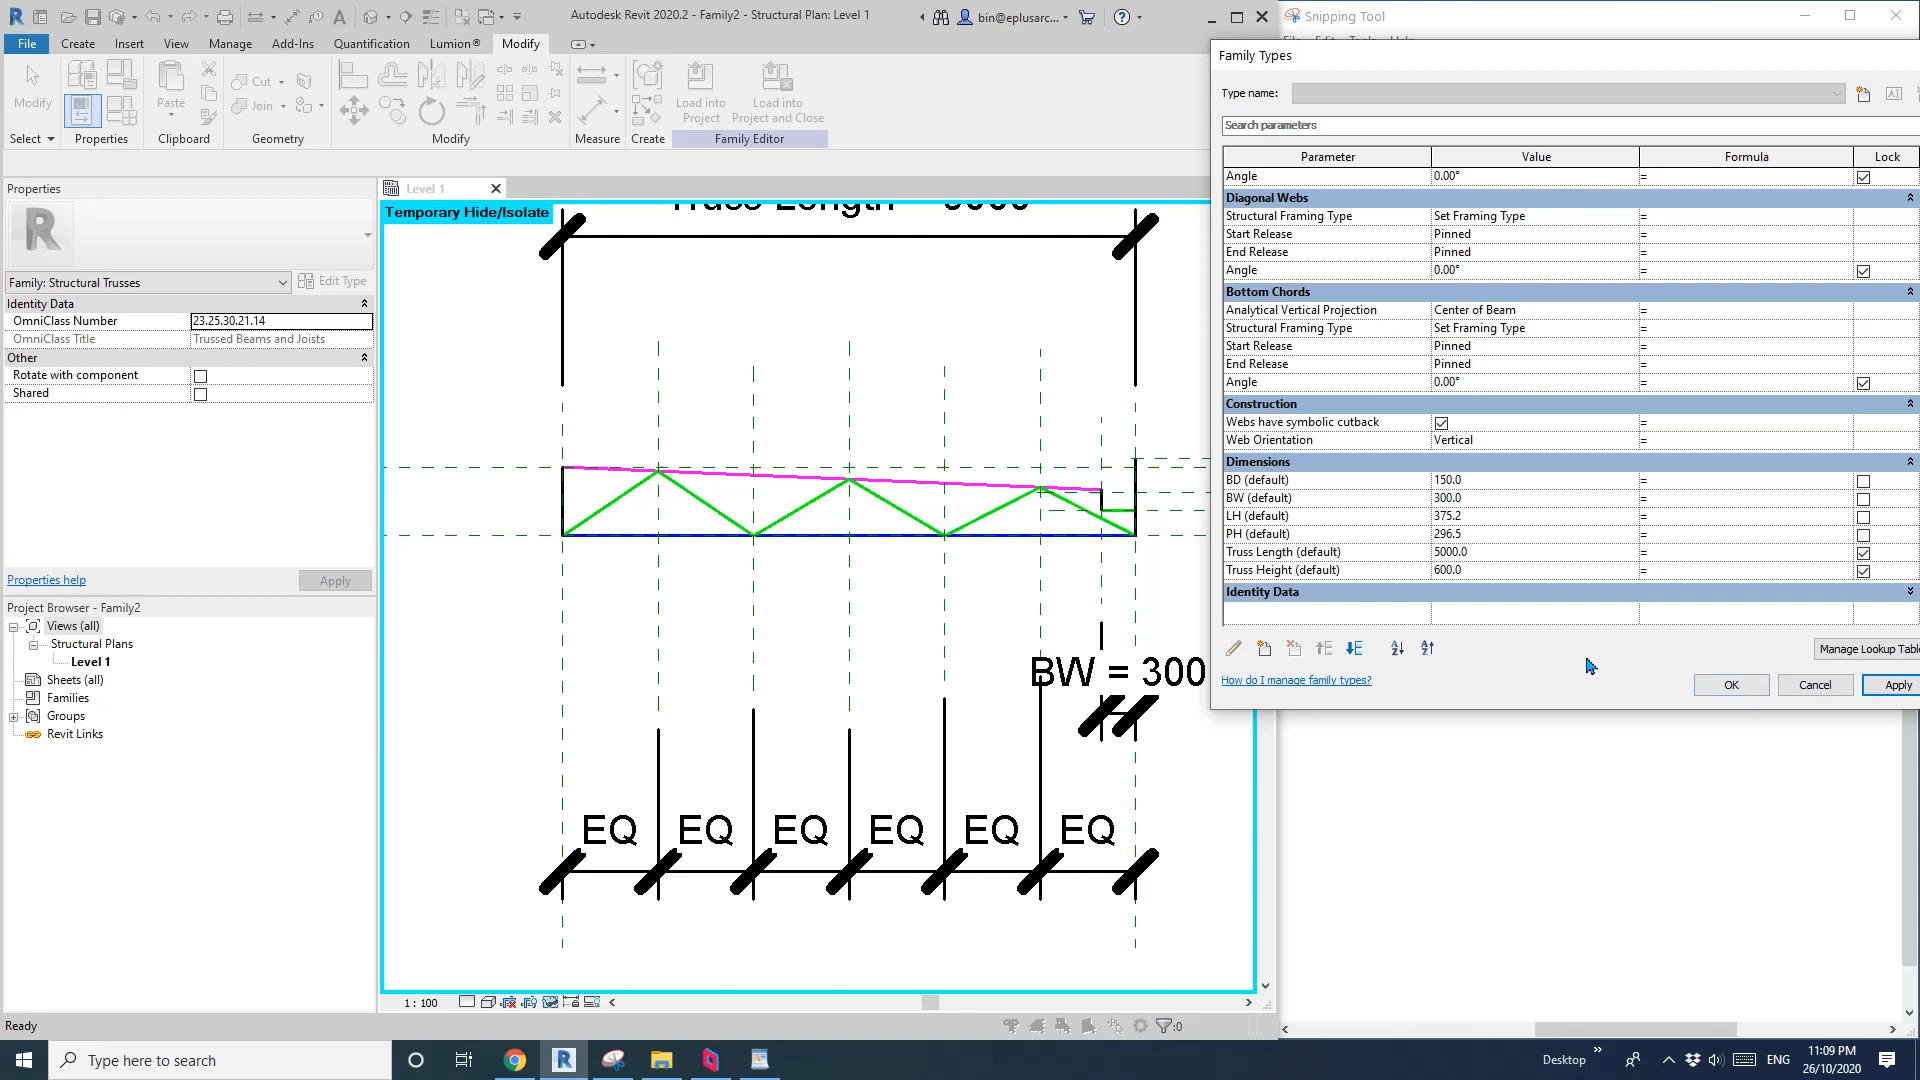 Autodesk Revit 2020.2 - Family2 - Structural Plan: Level 1
bin@eplusarc...
Snipping Tool
File Create Insert View Manage Add-Ins Quantification Lumion® Modify
Family Types
Modify
Paste
Cut
Join
Load into Project
Load into Project and Close
Type name:
Select Properties Clipboard Geometry Modify Measure Create Family Editor
Search parameters
Parameter Value Formula Lock
Angle 0.00° =
Diagonal Webs
Structural Framing Type Set Framing Type =
Start Release Pinned =
End Release Pinned =
Angle 0.00° =
Bottom Chords
Analytical Vertical Projection Center of Beam =
Structural Framing Type Set Framing Type =
Start Release Pinned =
End Release Pinned =
Angle 0.00° =
Construction
Webs have symbolic cutback =
Web Orientation Vertical =
Dimensions
BD (default) 150.0 =
BW (default) 300.0 =
LH (default) 375.2 =
PH (default) 296.5 =
Truss Length (default) 5000.0 =
Truss Height (default) 600.0 =
Identity Data
Manage Lookup Table
How do I manage family types?
OK Cancel Apply
Properties
R
Family: Structural Trusses Edit Type
Identity Data
OmniClass Number 23.25.30.21.14
OmniClass Title Trussed Beams and Joists
Other
Rotate with component
Shared
Properties help Apply
Project Browser - Family2
Views (all)
Structural Plans
Level 1
Sheets (all)
Families
Groups
Revit Links
Level 1
Temporary Hide/Isolate
Truss Length = 5000
BW = 300
EQ EQ EQ EQ EQ EQ
1 : 100
Ready
:0
Type here to search
Desktop
ENG
11:09 PM
26/10/2020